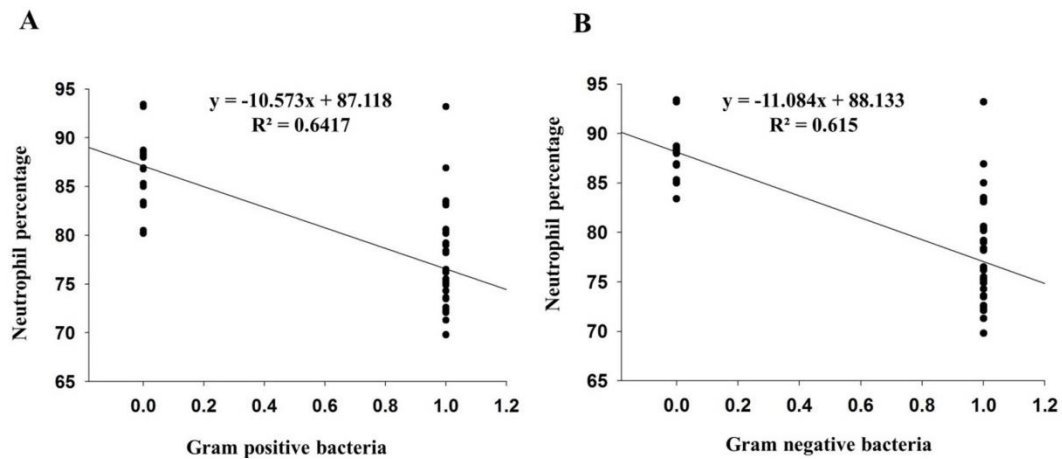 A
y = -10.573x + 87.118
R² = 0.6417
Neutrophil percentage
95
90
85
80
75
70
65
0.0 0.2 0.4 0.6 0.8 1.0 1.2
Gram positive bacteria
B
y = -11.084x + 88.133
R² = 0.615
Neutrophil percentage
95
90
85
80
75
70
65
0.0 0.2 0.4 0.6 0.8 1.0 1.2
Gram negative bacteria